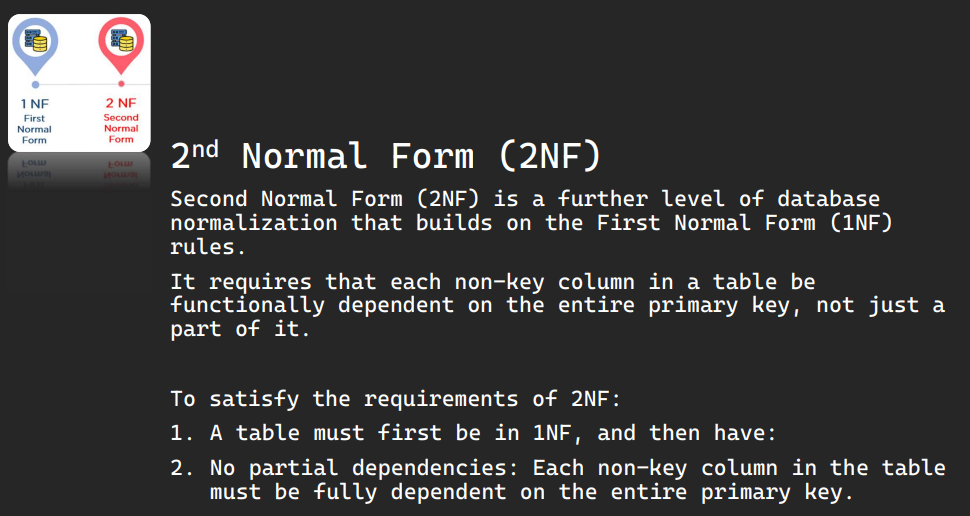 1 NF
First
Normal
Form
2 NF
Second
Normal
Form
2nd Normal Form (2NF)
Second Normal Form (2NF) is a further level of database
normalization that builds on the First Normal Form (1NF)
rules.
It requires that each non-key column in a table be
functionally dependent on the entire primary key, not just a
part of it.
To satisfy the requirements of 2NF:
1. A table must first be in 1NF, and then have:
2. No partial dependencies: Each non-key column in the table
must be fully dependent on the entire primary key.